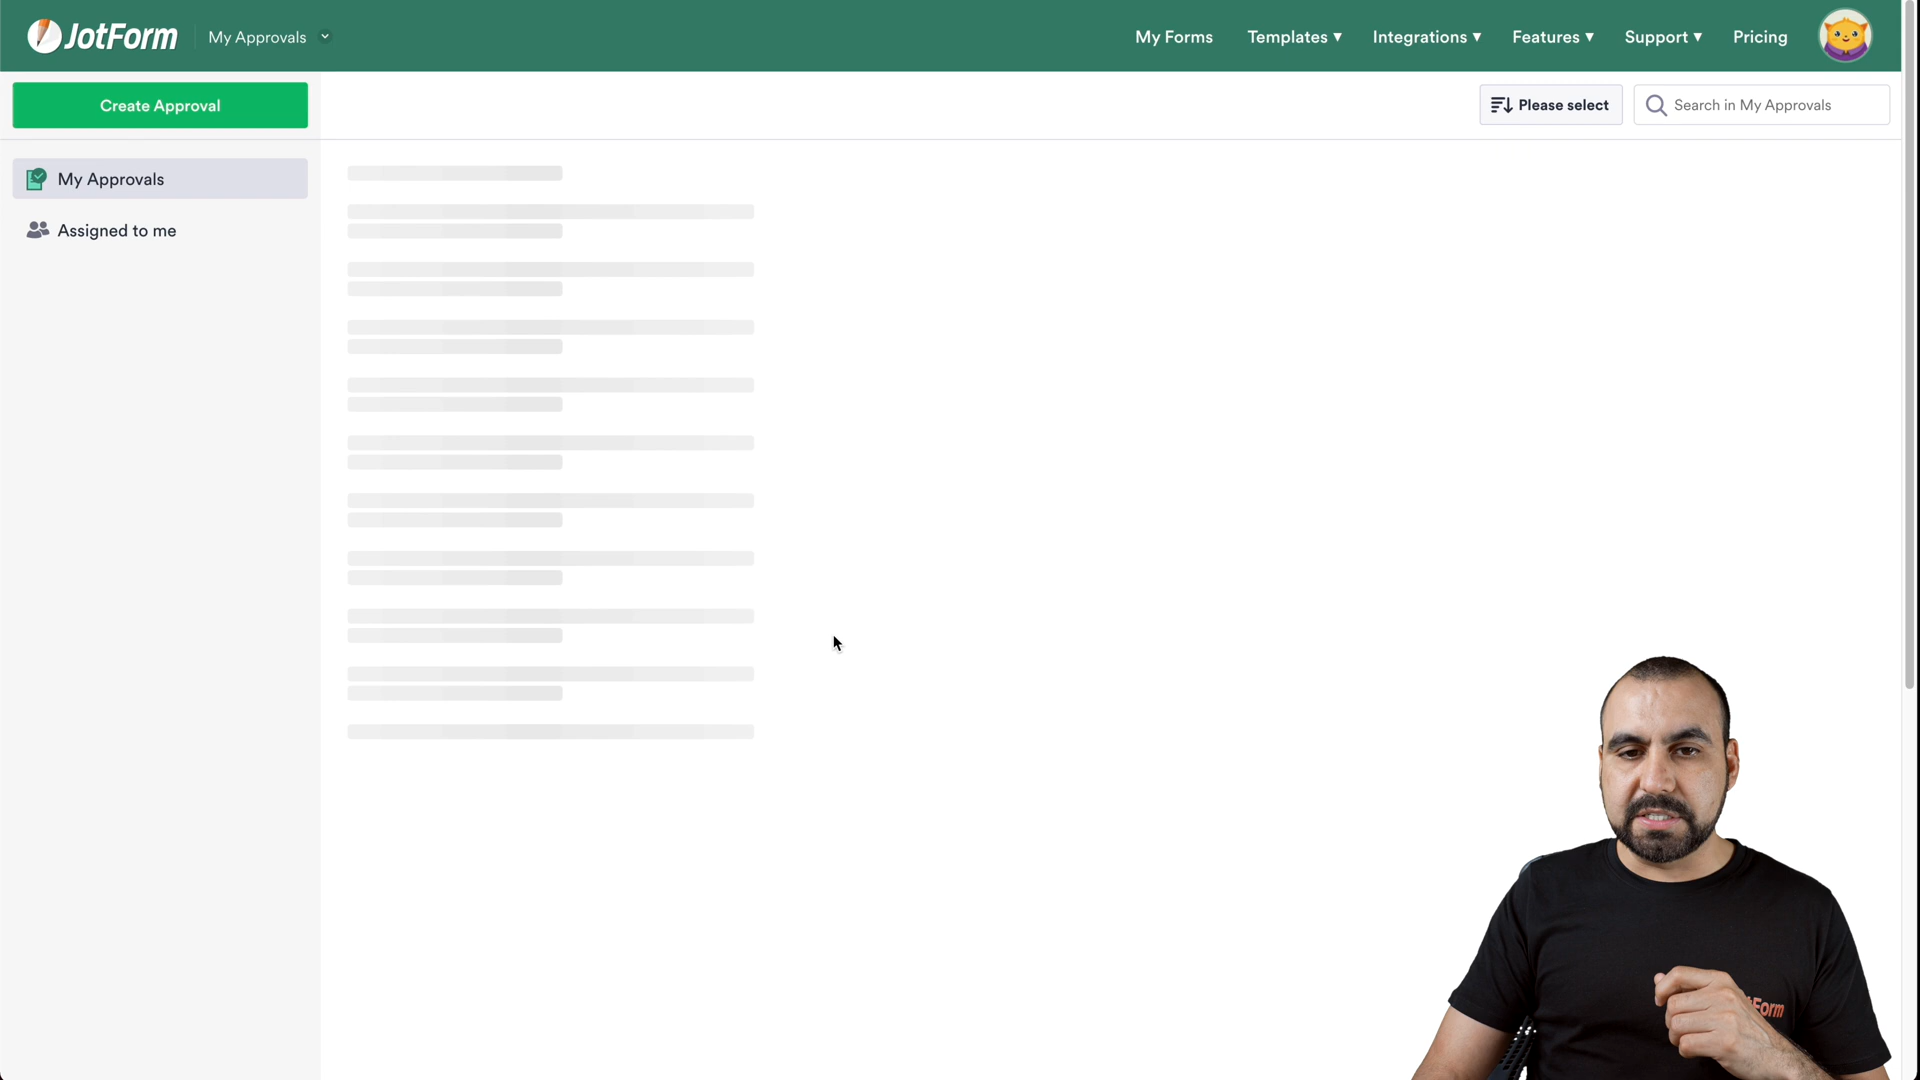 JotForm
My Approvals
My Forms
Templates ▾
Integrations ▾
Features ▾
Support ▾
Pricing
Create Approval
Please select
Search in My Approvals
My Approvals
Assigned to me
tForm